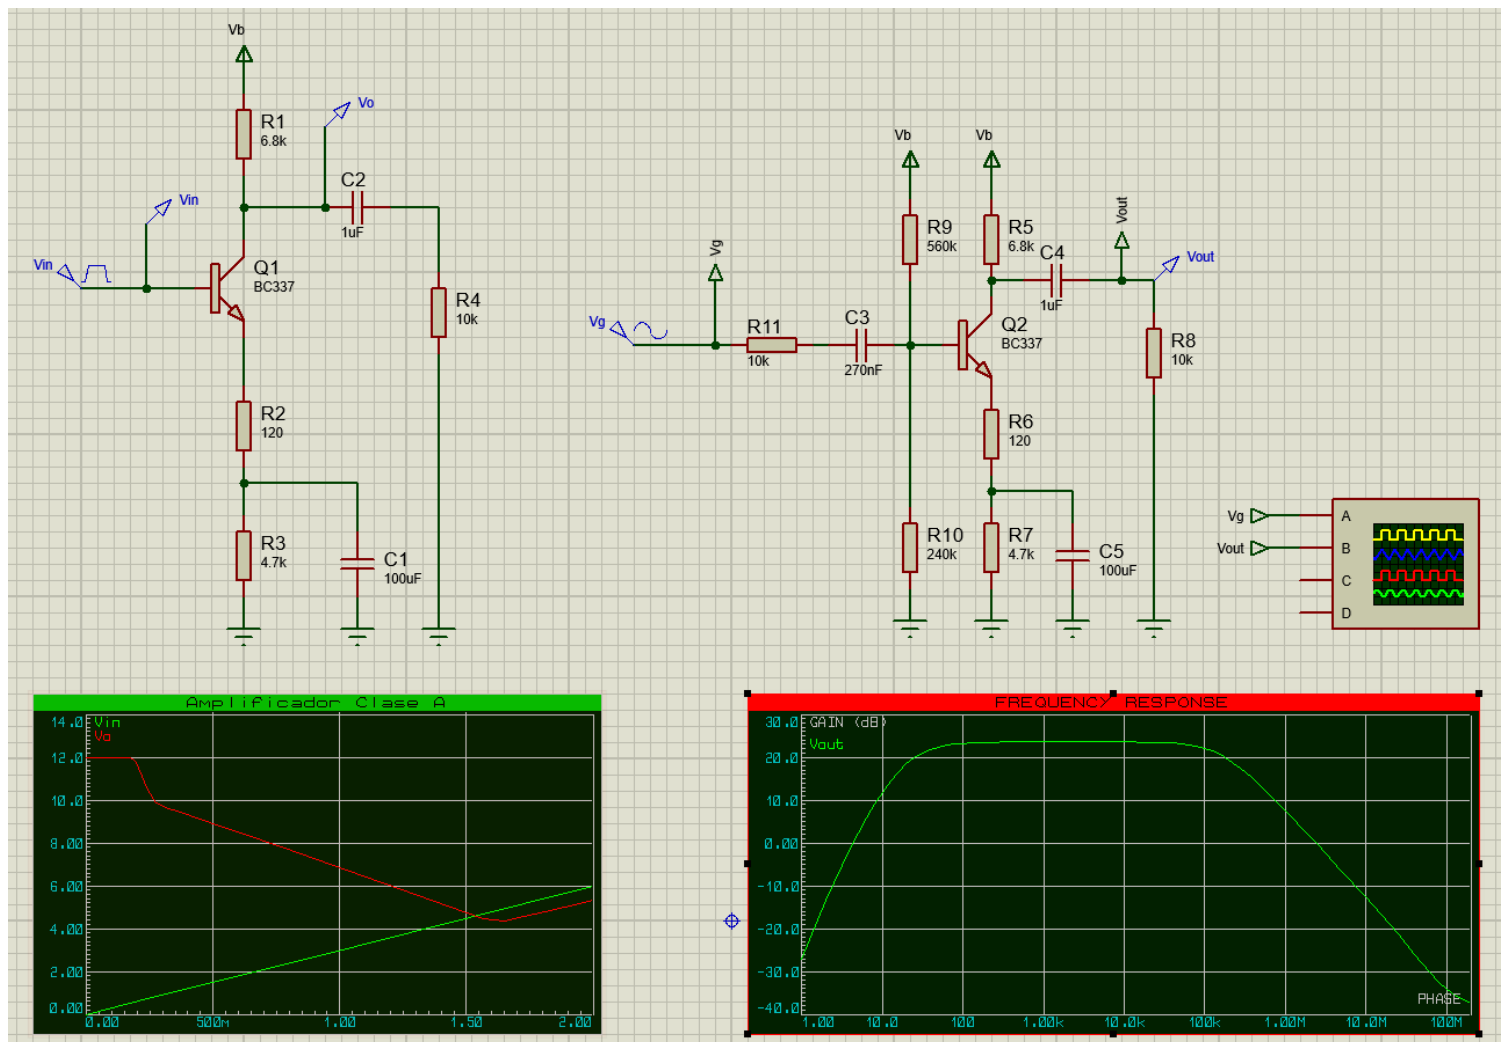 Vb
R1
6.8k
Vo
C2
1uF
Vin
Vin
Q1
BC337
R4
10k
R2
120
R3
4.7k
C1
100uF
Vb
Vb
R9
560k
R5
6.8k
Vout
Vout
C4
1uF
Vg
Vg
R11
10k
C3
270nF
Q2
BC337
R8
10k
R6
120
R10
240k
R7
4.7k
C5
100uF
Vg
Vout
A
B
C
D
Amplificador Clase A
Vin
Vo
14.0
12.0
10.0
8.00
6.00
4.00
2.00
0.00
0.00 500m 1.00 1.50 2.00
FREQUENCY RESPONSE
GAIN (dB)
Vout
30.0
20.0
10.0
0.00
-10.0
-20.0
-30.0
-40.0
PHASE
1.00 10.0 100 1.00k 10.0k 100k 1.00M 10.0M 100M